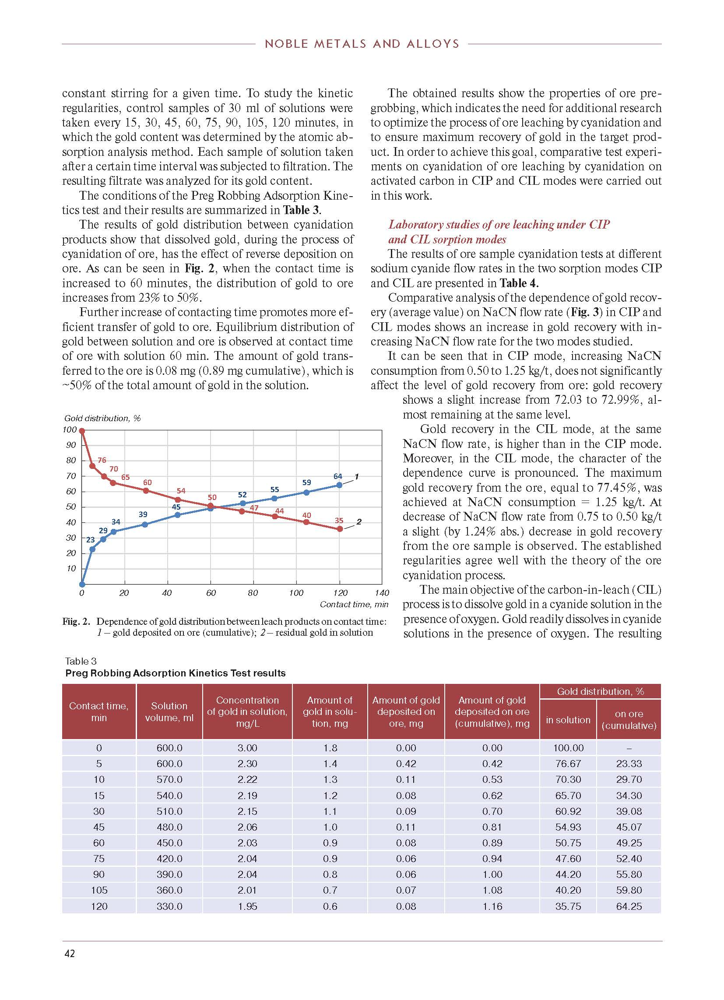 NOBLE METALS AND ALLOYS
constant stirring for a given time. To study the kinetic
regularities, control samples of 30 ml of solutions were
taken every 15, 30, 45, 60, 75, 90, 105, 120 minutes, in
which the gold content was determined by the atomic ab-
sorption analysis method. Each sample of solution taken
after a certain time interval was subjected to filtration. The
resulting filtrate was analyzed for its gold content.
The conditions of the Preg Robbing Adsorption Kine-
tics test and their results are summarized in Table 3.
The results of gold distribution between cyanidation
products show that dissolved gold, during the process of
cyanidation of ore, has the effect of reverse deposition on
ore. As can be seen in Fig. 2, when the contact time is
increased to 60 minutes, the distribution of gold to ore
increases from 23% to 50%.
Further increase of contacting time promotes more ef-
ficient transfer of gold to ore. Equilibrium distribution of
gold between solution and ore is observed at contact time
of ore with solution 60 min. The amount of gold trans-
ferred to the ore is 0.08 mg (0.89 mg cumulative), which is
~50% of the total amount of gold in the solution.
Gold distribution, %
100
90
80
70
60
50
40
30
20
10
76
70
65
60
54
50
47
44
40
35
23
29
34
39
45
52
55
59
64
1
2
0 20 40 60 80 100 120 140
Contact time, min
Fiig. 2. Dependence of gold distribution between leach products on contact time:
1 – gold deposited on ore (cumulative); 2 – residual gold in solution
The obtained results show the properties of ore pre-
grobbing, which indicates the need for additional research
to optimize the process of ore leaching by cyanidation and
to ensure maximum recovery of gold in the target prod-
uct. In order to achieve this goal, comparative test experi-
ments on cyanidation of ore leaching by cyanidation on
activated carbon in CIP and CIL modes were carried out
in this work.
Laboratory studies of ore leaching under CIP
and CIL sorption modes
The results of ore sample cyanidation tests at different
sodium cyanide flow rates in the two sorption modes CIP
and CIL are presented in Table 4.
Comparative analysis of the dependence of gold recov-
ery (average value) on NaCN flow rate (Fig. 3) in CIP and
CIL modes shows an increase in gold recovery with in-
creasing NaCN flow rate for the two modes studied.
It can be seen that in CIP mode, increasing NaCN
consumption from 0.50 to 1.25 kg/t, does not significantly
affect the level of gold recovery from ore: gold recovery
shows a slight increase from 72.03 to 72.99%, al-
most remaining at the same level.
Gold recovery in the CIL mode, at the same
NaCN flow rate, is higher than in the CIP mode.
Moreover, in the CIL mode, the character of the
dependence curve is pronounced. The maximum
gold recovery from the ore, equal to 77.45%, was
achieved at NaCN consumption = 1.25 kg/t. At
decrease of NaCN flow rate from 0.75 to 0.50 kg/t
a slight (by 1.24% abs.) decrease in gold recovery
from the ore sample is observed. The established
regularities agree well with the theory of the ore
cyanidation process.
The main objective of the carbon-in-leach (CIL)
process is to dissolve gold in a cyanide solution in the
presence of oxygen. Gold readily dissolves in cyanide
solutions in the presence of oxygen. The resulting
Table 3
Preg Robbing Adsorption Kinetics Test results
Contact time,
min
Solution
volume, ml
Concentration
of gold in solution,
mg/L
Amount of
gold in solu-
tion, mg
Amount of gold
deposited on
ore, mg
Amount of gold
deposited on ore
(cumulative), mg
Gold distribution, %
in solution
on ore
(cumulative)
0 600.0 3.00 1.8 0.00 0.00 100.00 –
5 600.0 2.30 1.4 0.42 0.42 76.67 23.33
10 570.0 2.22 1.3 0.11 0.53 70.30 29.70
15 540.0 2.19 1.2 0.08 0.62 65.70 34.30
30 510.0 2.15 1.1 0.09 0.70 60.92 39.08
45 480.0 2.06 1.0 0.11 0.81 54.93 45.07
60 450.0 2.03 0.9 0.08 0.89 50.75 49.25
75 420.0 2.04 0.9 0.06 0.94 47.60 52.40
90 390.0 2.04 0.8 0.06 1.00 44.20 55.80
105 360.0 2.01 0.7 0.07 1.08 40.20 59.80
120 330.0 1.95 0.6 0.08 1.16 35.75 64.25
42